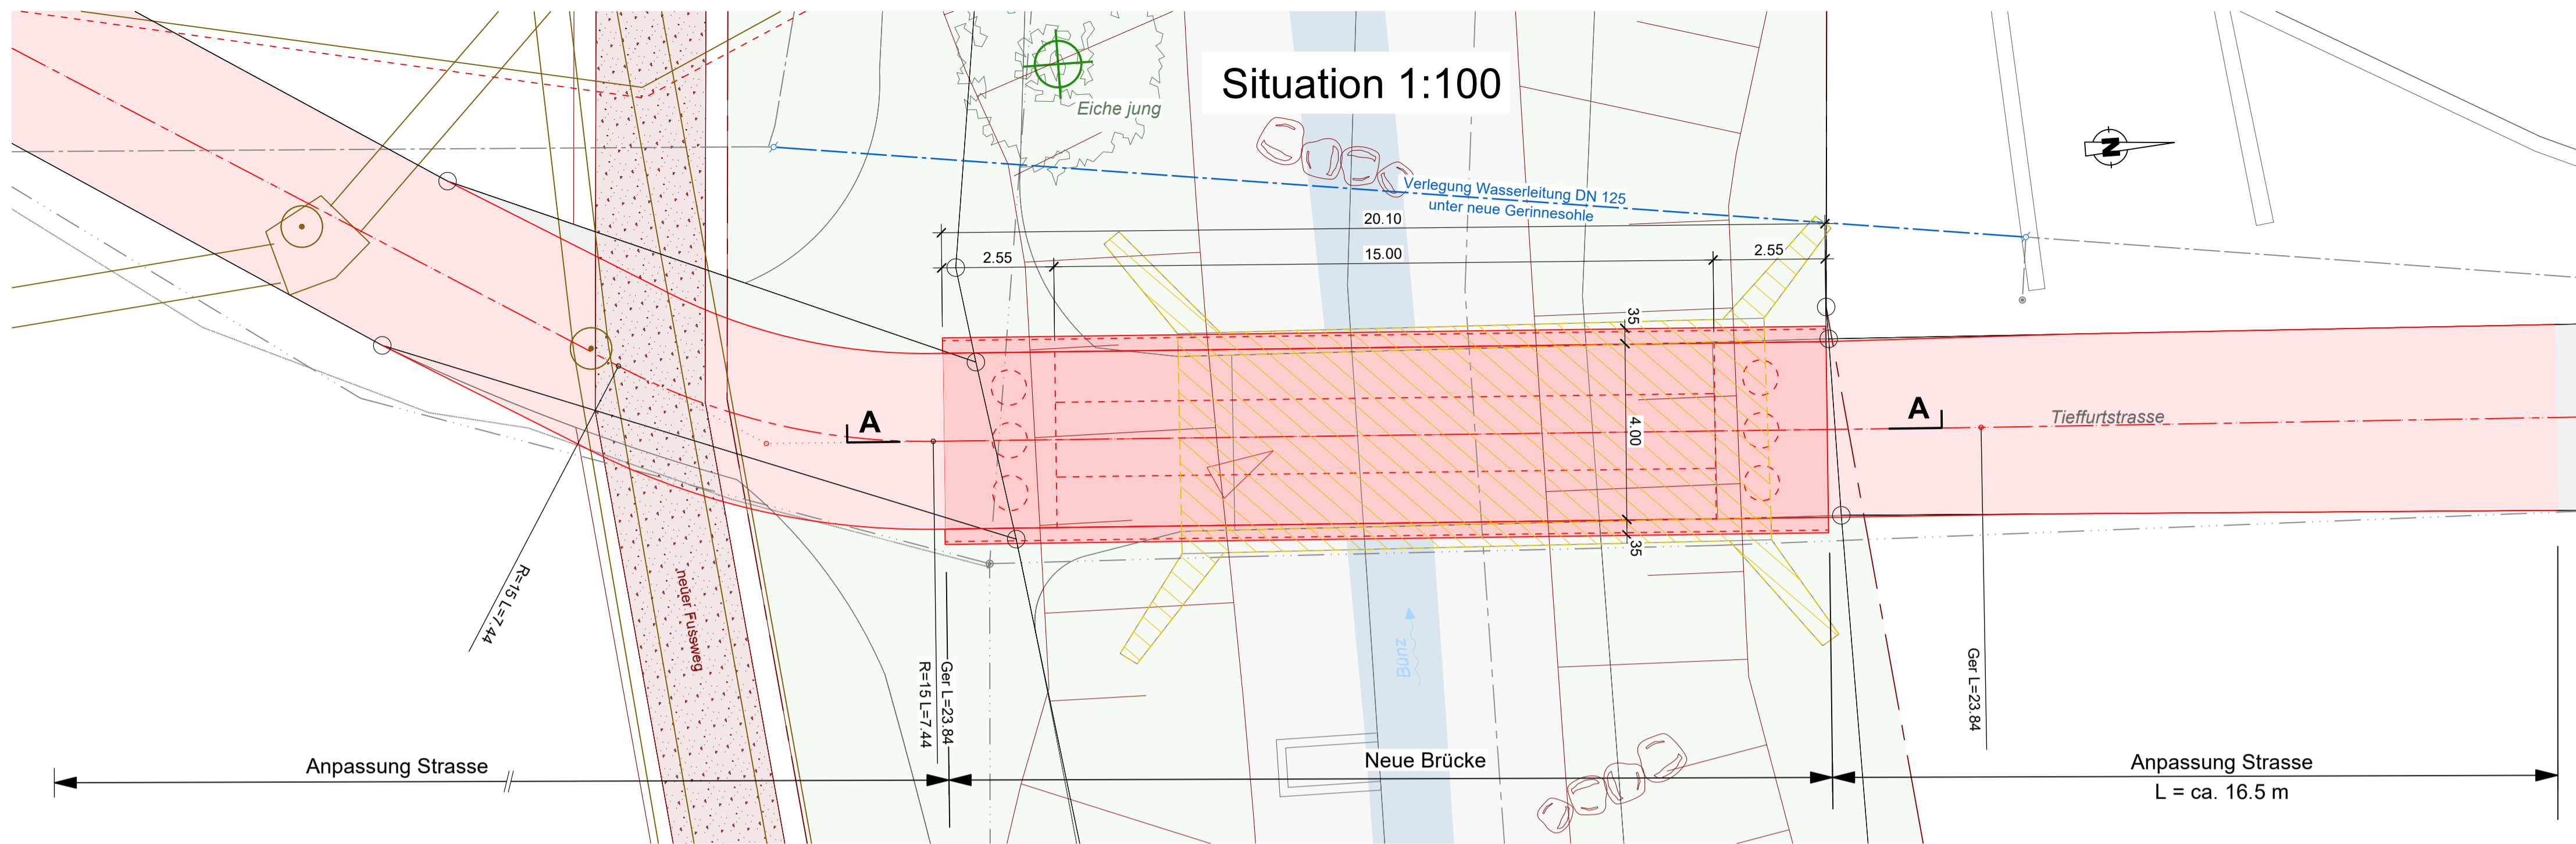 Situation 1:100
Eiche jung
N
Verlegung Wasserleitung DN 125
unter neue Gerinnesohle
20.10
2.55
15.00
2.55
35
4.00
35
A
A
Tieffurtstrasse
R=15 L=7.44
neuer Fussweg
R=15 L=7.44
Ger L=23.84
Bünz
Ger L=23.84
Anpassung Strasse
Neue Brücke
Anpassung Strasse
L = ca. 16.5 m